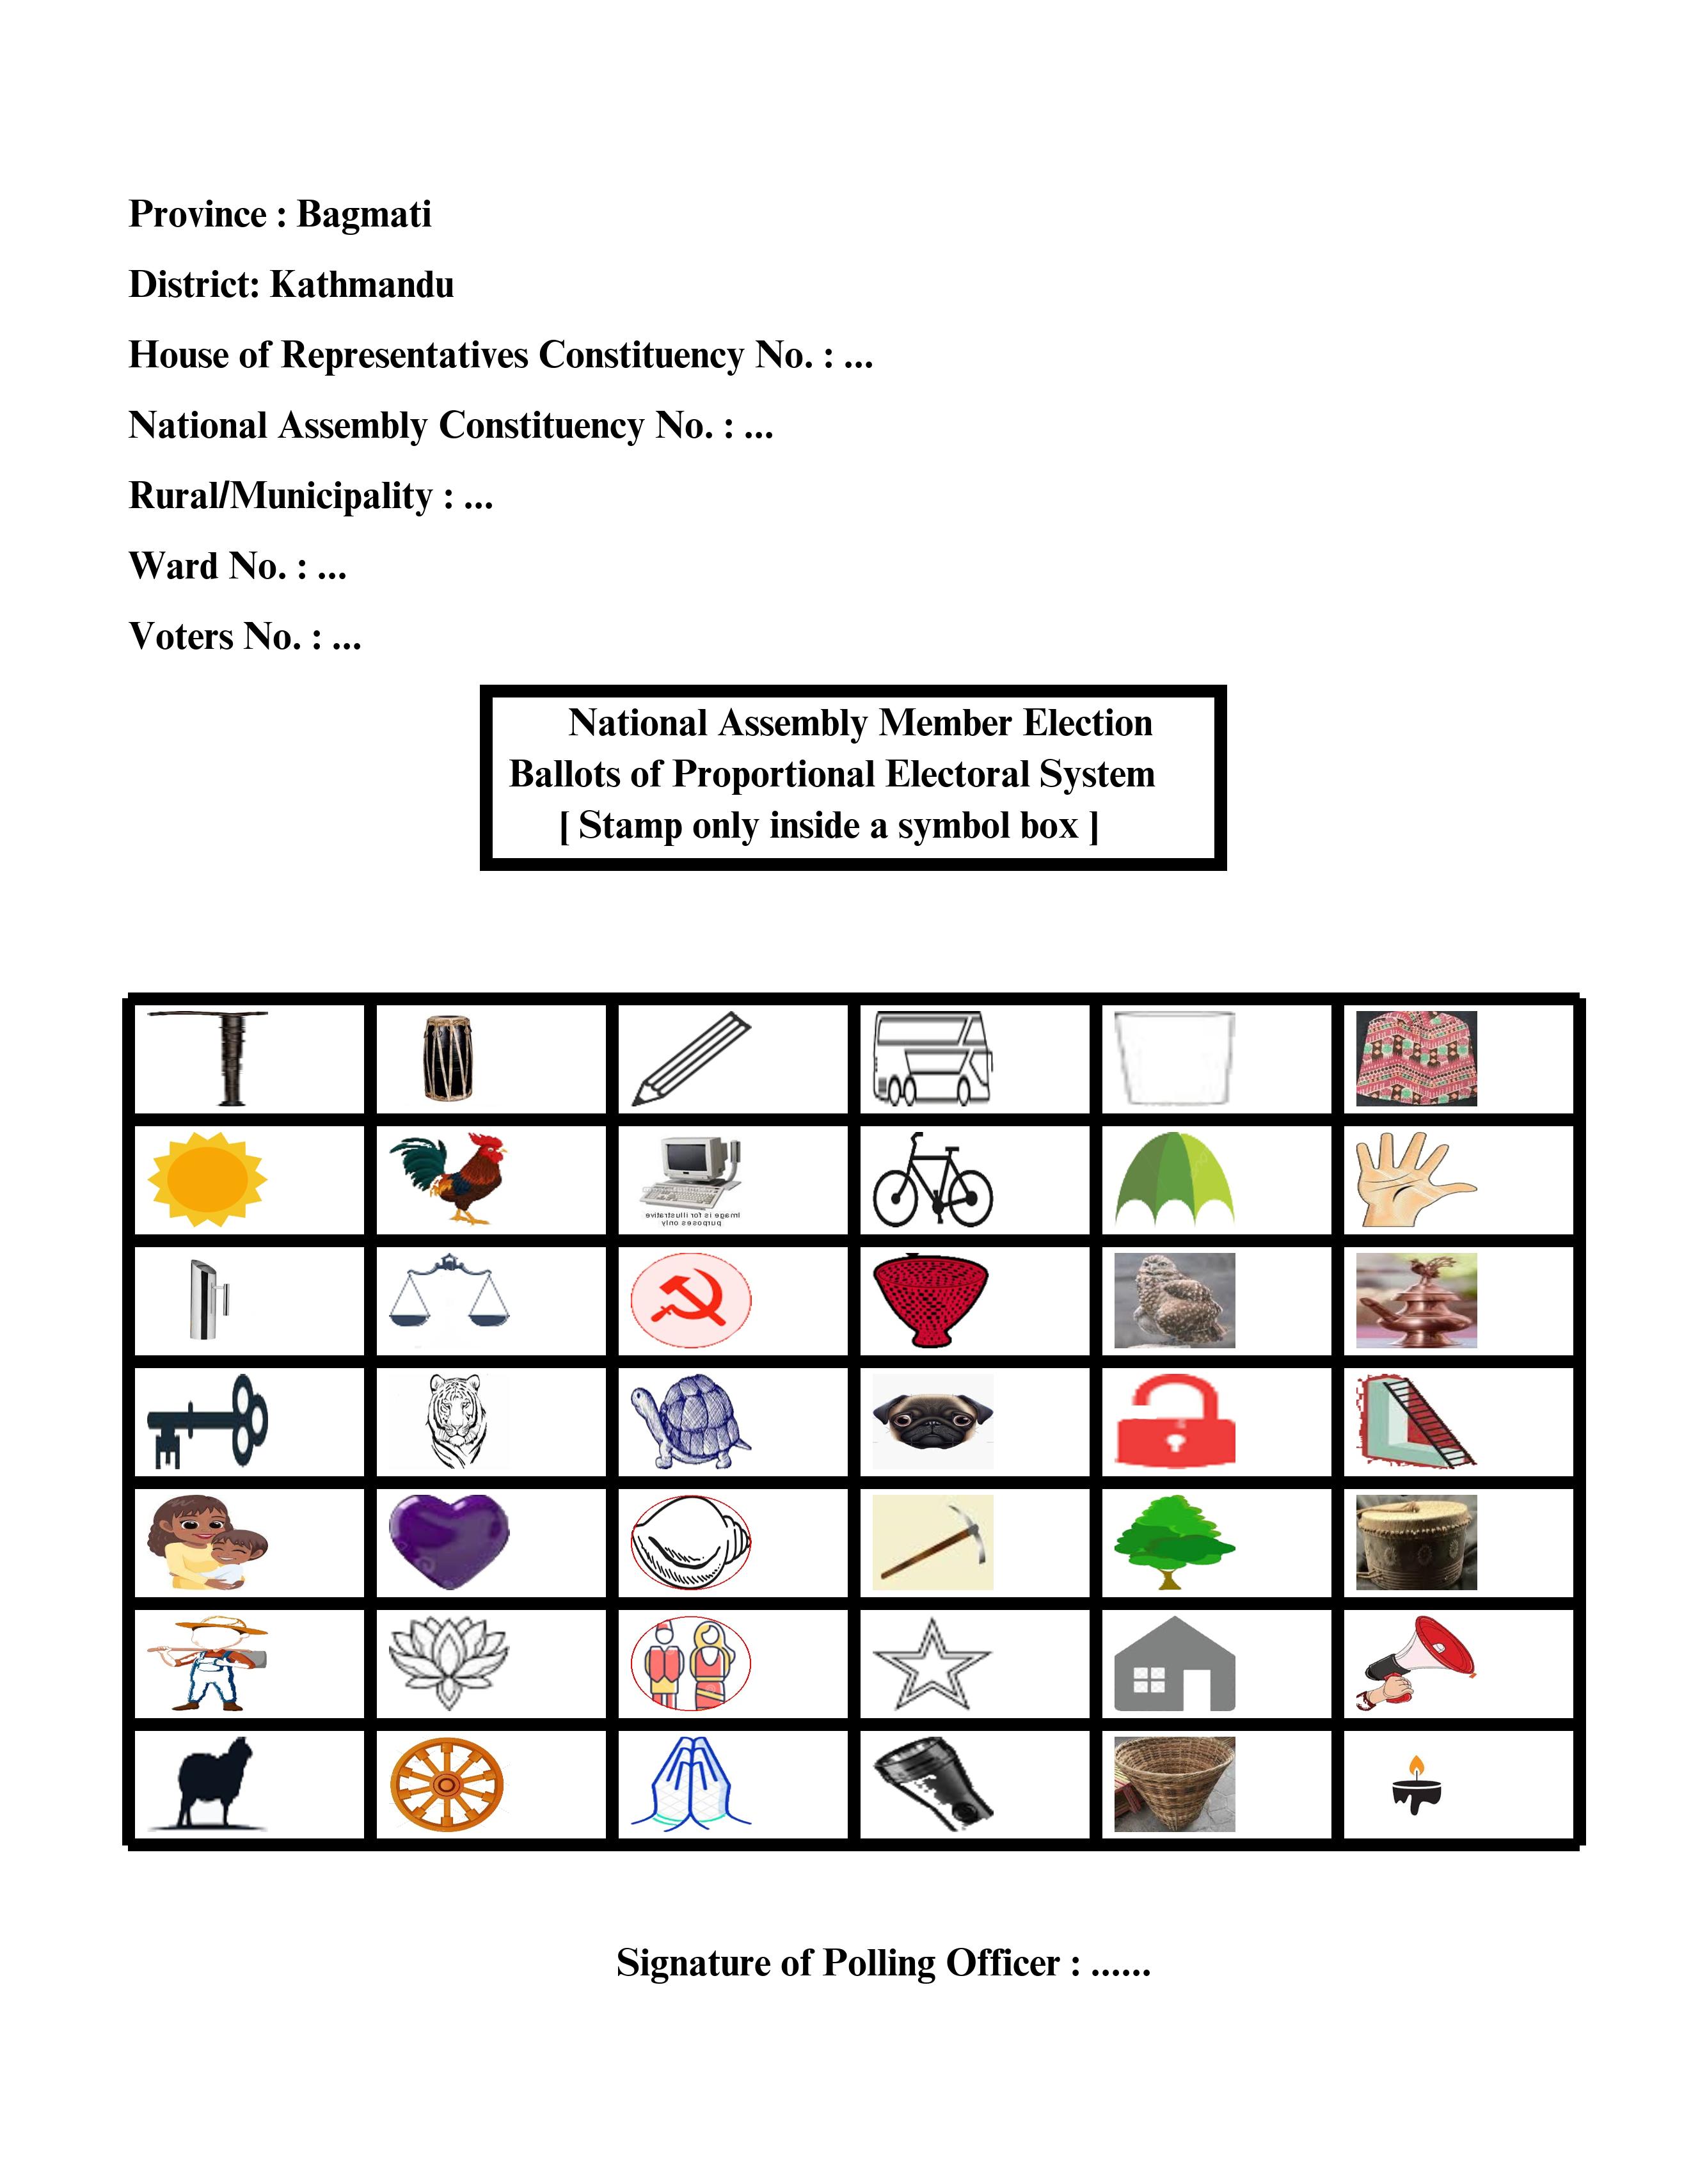 Province : Bagmati
District: Kathmandu
House of Representatives Constituency No. : ...
National Assembly Constituency No. : ...
Rural/Municipality : ...
Ward No. : ...
Voters No. : ...
National Assembly Member Election
Ballots of Proportional Electoral System
[ Stamp only inside a symbol box ]
Image is for illustrative
purposes only
Signature of Polling Officer : ......